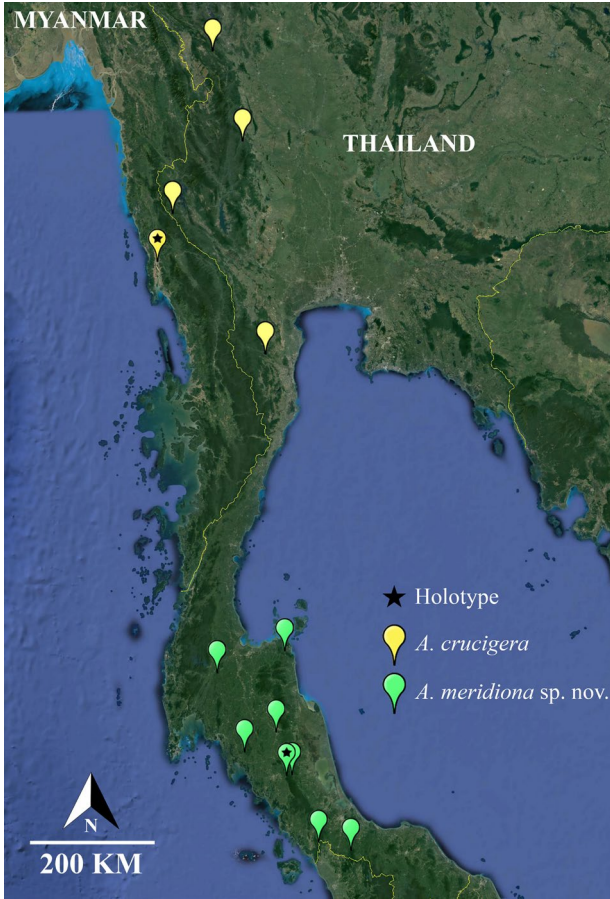 MYANMAR
THAILAND
Holotype
A. crucigera
A. meridiona sp. nov.
N
200 KM